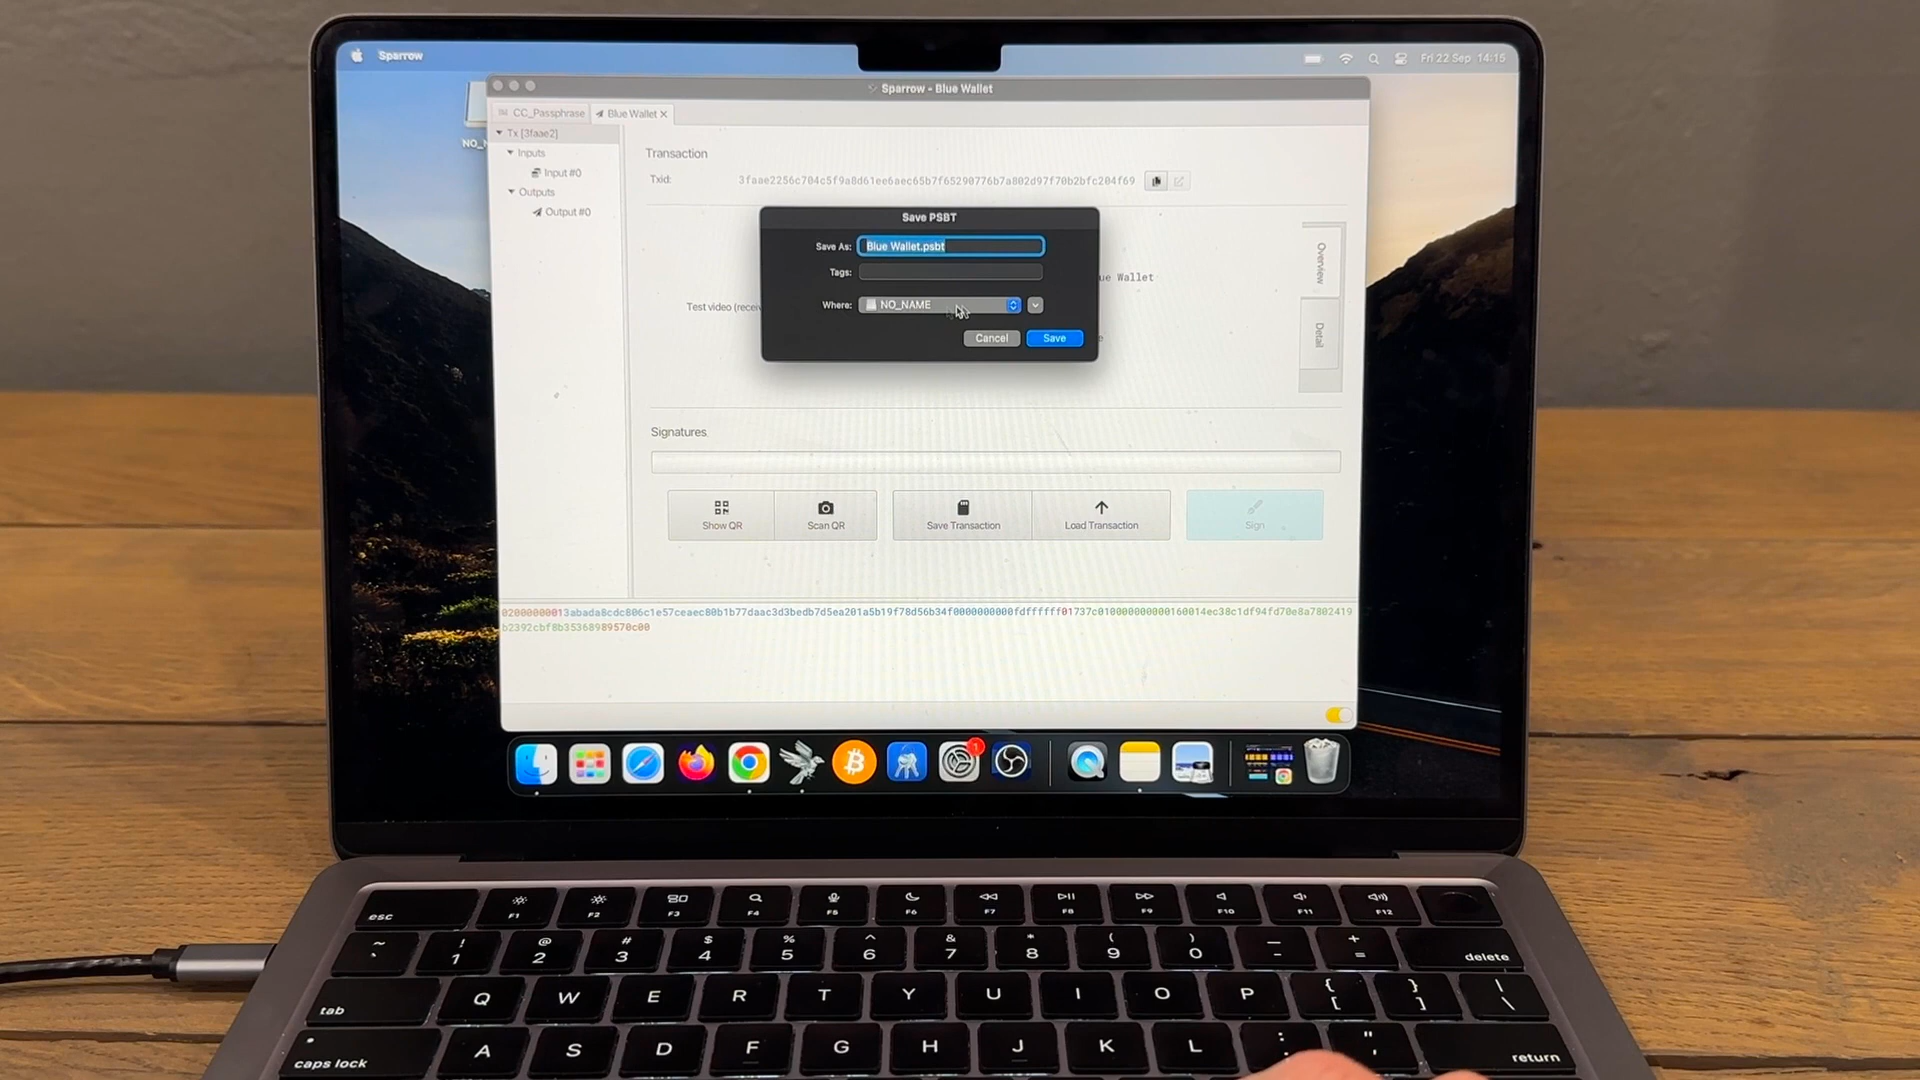 Sparrow
Fri 22 Sep 14:15
Sparrow - Blue Wallet
CC_Passphrase
Blue Wallet
Tx [3faae2]
Inputs
Input #0
Outputs
Output #0
Transaction
Txid:
3faae2256c704c5f9a8d61ee6aec65b7f65290776b7a802d97f70b2bfc204f69
Save PSBT
Save As: Blue Wallet.psbt
Tags:
Where: NO_NAME
Cancel
Save
ue Wallet
Test video (recei
Overview
Detail
Signatures
Show QR
Scan QR
Save Transaction
Load Transaction
Sign
b2392cbf8b35368989570c00
1
esc
F1
F2
F3
F4
F5
F6
F7
F8
F9
F10
F11
F12
~ ! @ # $ % ^ & * ( ) — +
` 1 2 3 4 5 6 7 8 9 0 - =
delete
tab
Q W E R T Y U I O P { [ } ] | \
caps lock
A S D F G H J K L : ; " '
return